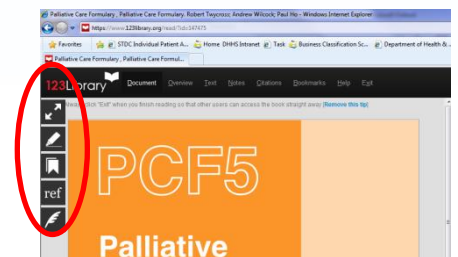 Palliative Care Formulary , Palliative Care Formulary. Robert Twycross; Andrew Wilcock; Paul Ho - Windows Internet Explorer
https://www.123library.org/read/?id=147475
Favorites STDC Individual Patient A... Home DHHS Intranet Task Business Classification Sc... Department of Health &
Palliative Care Formulary , Palliative Care Formul...
123Library Document Overview Text Notes Citations Bookmarks Help Exit
click "Exit" when you finish reading so that other users can access the book straight away [Remove this tip]
ref
PCF5
Palliative